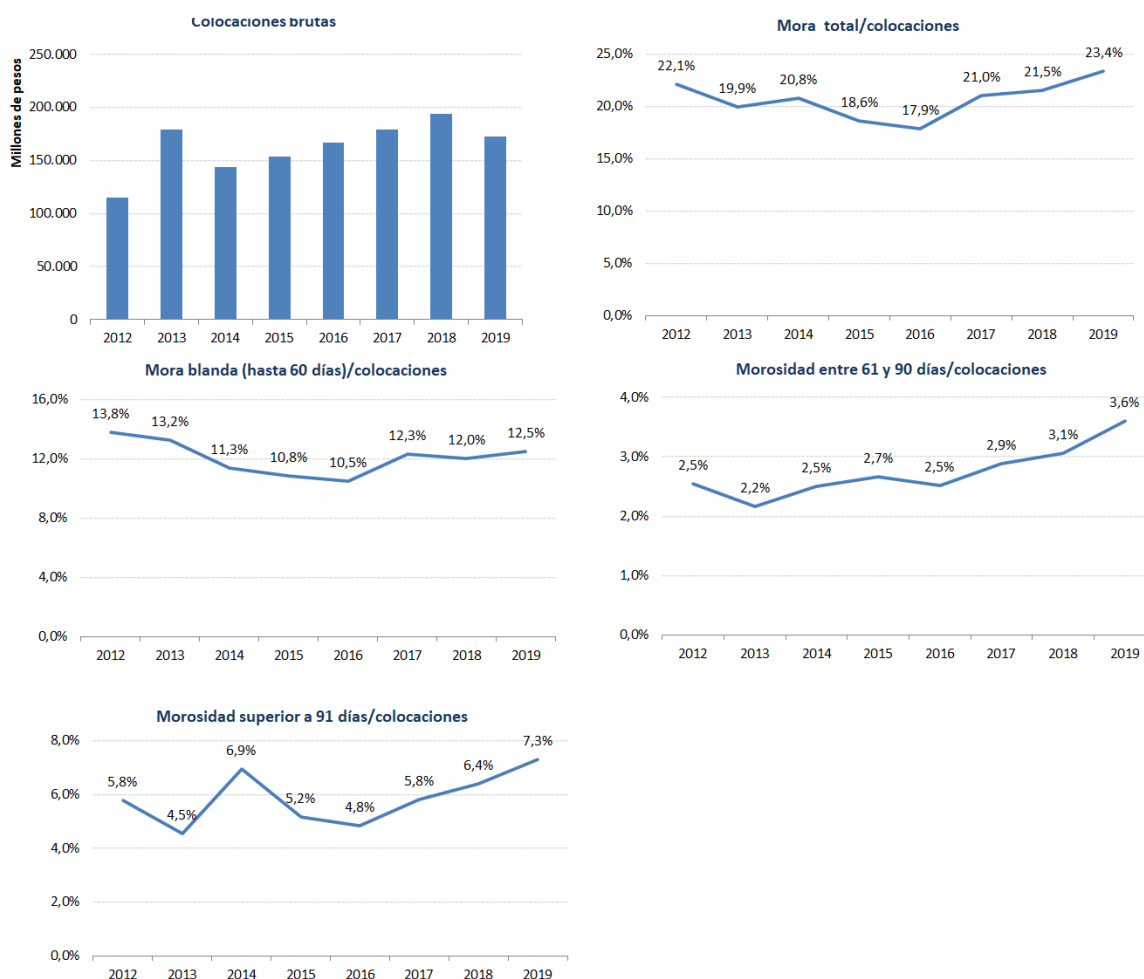 Colocaciones brutas
Millones de pesos
250.000
200.000
150.000
100.000
50.000
0
2012 2013 2014 2015 2016 2017 2018 2019
Mora total/colocaciones
25,0%
20,0%
15,0%
10,0%
5,0%
0,0%
22,1% 19,9% 20,8% 18,6% 17,9% 21,0% 21,5% 23,4%
2012 2013 2014 2015 2016 2017 2018 2019
Mora blanda (hasta 60 días)/colocaciones
16,0%
12,0%
8,0%
4,0%
0,0%
13,8% 13,2% 11,3% 10,8% 10,5% 12,3% 12,0% 12,5%
2012 2013 2014 2015 2016 2017 2018 2019
Morosidad entre 61 y 90 días/colocaciones
4,0%
3,0%
2,0%
1,0%
0,0%
2,5% 2,2% 2,5% 2,7% 2,5% 2,9% 3,1% 3,6%
2012 2013 2014 2015 2016 2017 2018 2019
Morosidad superior a 91 días/colocaciones
8,0%
6,0%
4,0%
2,0%
0,0%
5,8% 4,5% 6,9% 5,2% 4,8% 5,8% 6,4% 7,3%
2012 2013 2014 2015 2016 2017 2018 2019